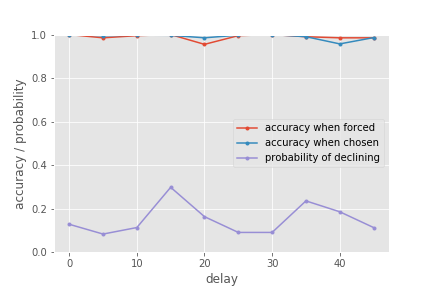 1.0
0.8
0.6
0.4
0.2
0.0
accuracy / probability
accuracy when forced
accuracy when chosen
probability of declining
0 10 20 30 40
delay